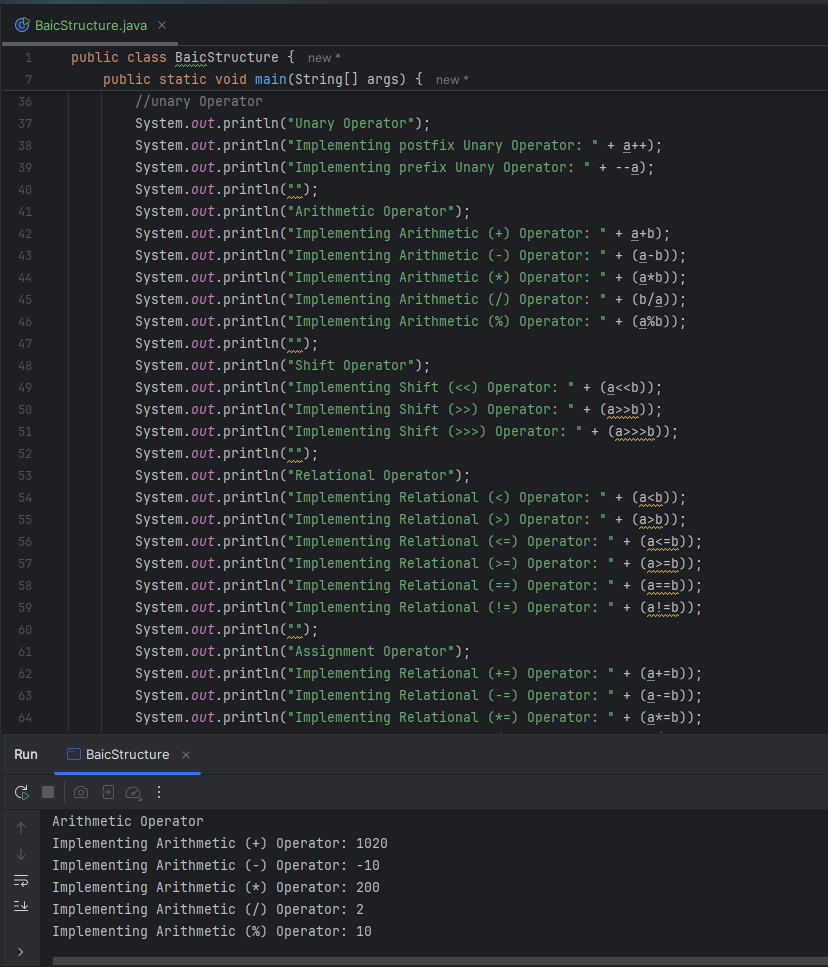 BaicStructure.java ×
1 public class BaicStructure { new *
7 public static void main(String[] args) { new *
36 //unary Operator
37 System.out.println("Unary Operator");
38 System.out.println("Implementing postfix Unary Operator: " + a++);
39 System.out.println("Implementing prefix Unary Operator: " + --a);
40 System.out.println("");
41 System.out.println("Arithmetic Operator");
42 System.out.println("Implementing Arithmetic (+) Operator: " + a+b);
43 System.out.println("Implementing Arithmetic (-) Operator: " + (a-b));
44 System.out.println("Implementing Arithmetic (*) Operator: " + (a*b));
45 System.out.println("Implementing Arithmetic (/) Operator: " + (b/a));
46 System.out.println("Implementing Arithmetic (%) Operator: " + (a%b));
47 System.out.println("");
48 System.out.println("Shift Operator");
49 System.out.println("Implementing Shift (<<) Operator: " + (a<<b));
50 System.out.println("Implementing Shift (>>) Operator: " + (a>>b));
51 System.out.println("Implementing Shift (>>>) Operator: " + (a>>>b));
52 System.out.println("");
53 System.out.println("Relational Operator");
54 System.out.println("Implementing Relational (<) Operator: " + (a<b));
55 System.out.println("Implementing Relational (>) Operator: " + (a>b));
56 System.out.println("Implementing Relational (<=) Operator: " + (a<=b));
57 System.out.println("Implementing Relational (>=) Operator: " + (a>=b));
58 System.out.println("Implementing Relational (==) Operator: " + (a==b));
59 System.out.println("Implementing Relational (!=) Operator: " + (a!=b));
60 System.out.println("");
61 System.out.println("Assignment Operator");
62 System.out.println("Implementing Relational (+=) Operator: " + (a+=b));
63 System.out.println("Implementing Relational (-=) Operator: " + (a-=b));
64 System.out.println("Implementing Relational (*=) Operator: " + (a*=b));
Run BaicStructure ×
Arithmetic Operator
Implementing Arithmetic (+) Operator: 1020
Implementing Arithmetic (-) Operator: -10
Implementing Arithmetic (*) Operator: 200
Implementing Arithmetic (/) Operator: 2
Implementing Arithmetic (%) Operator: 10